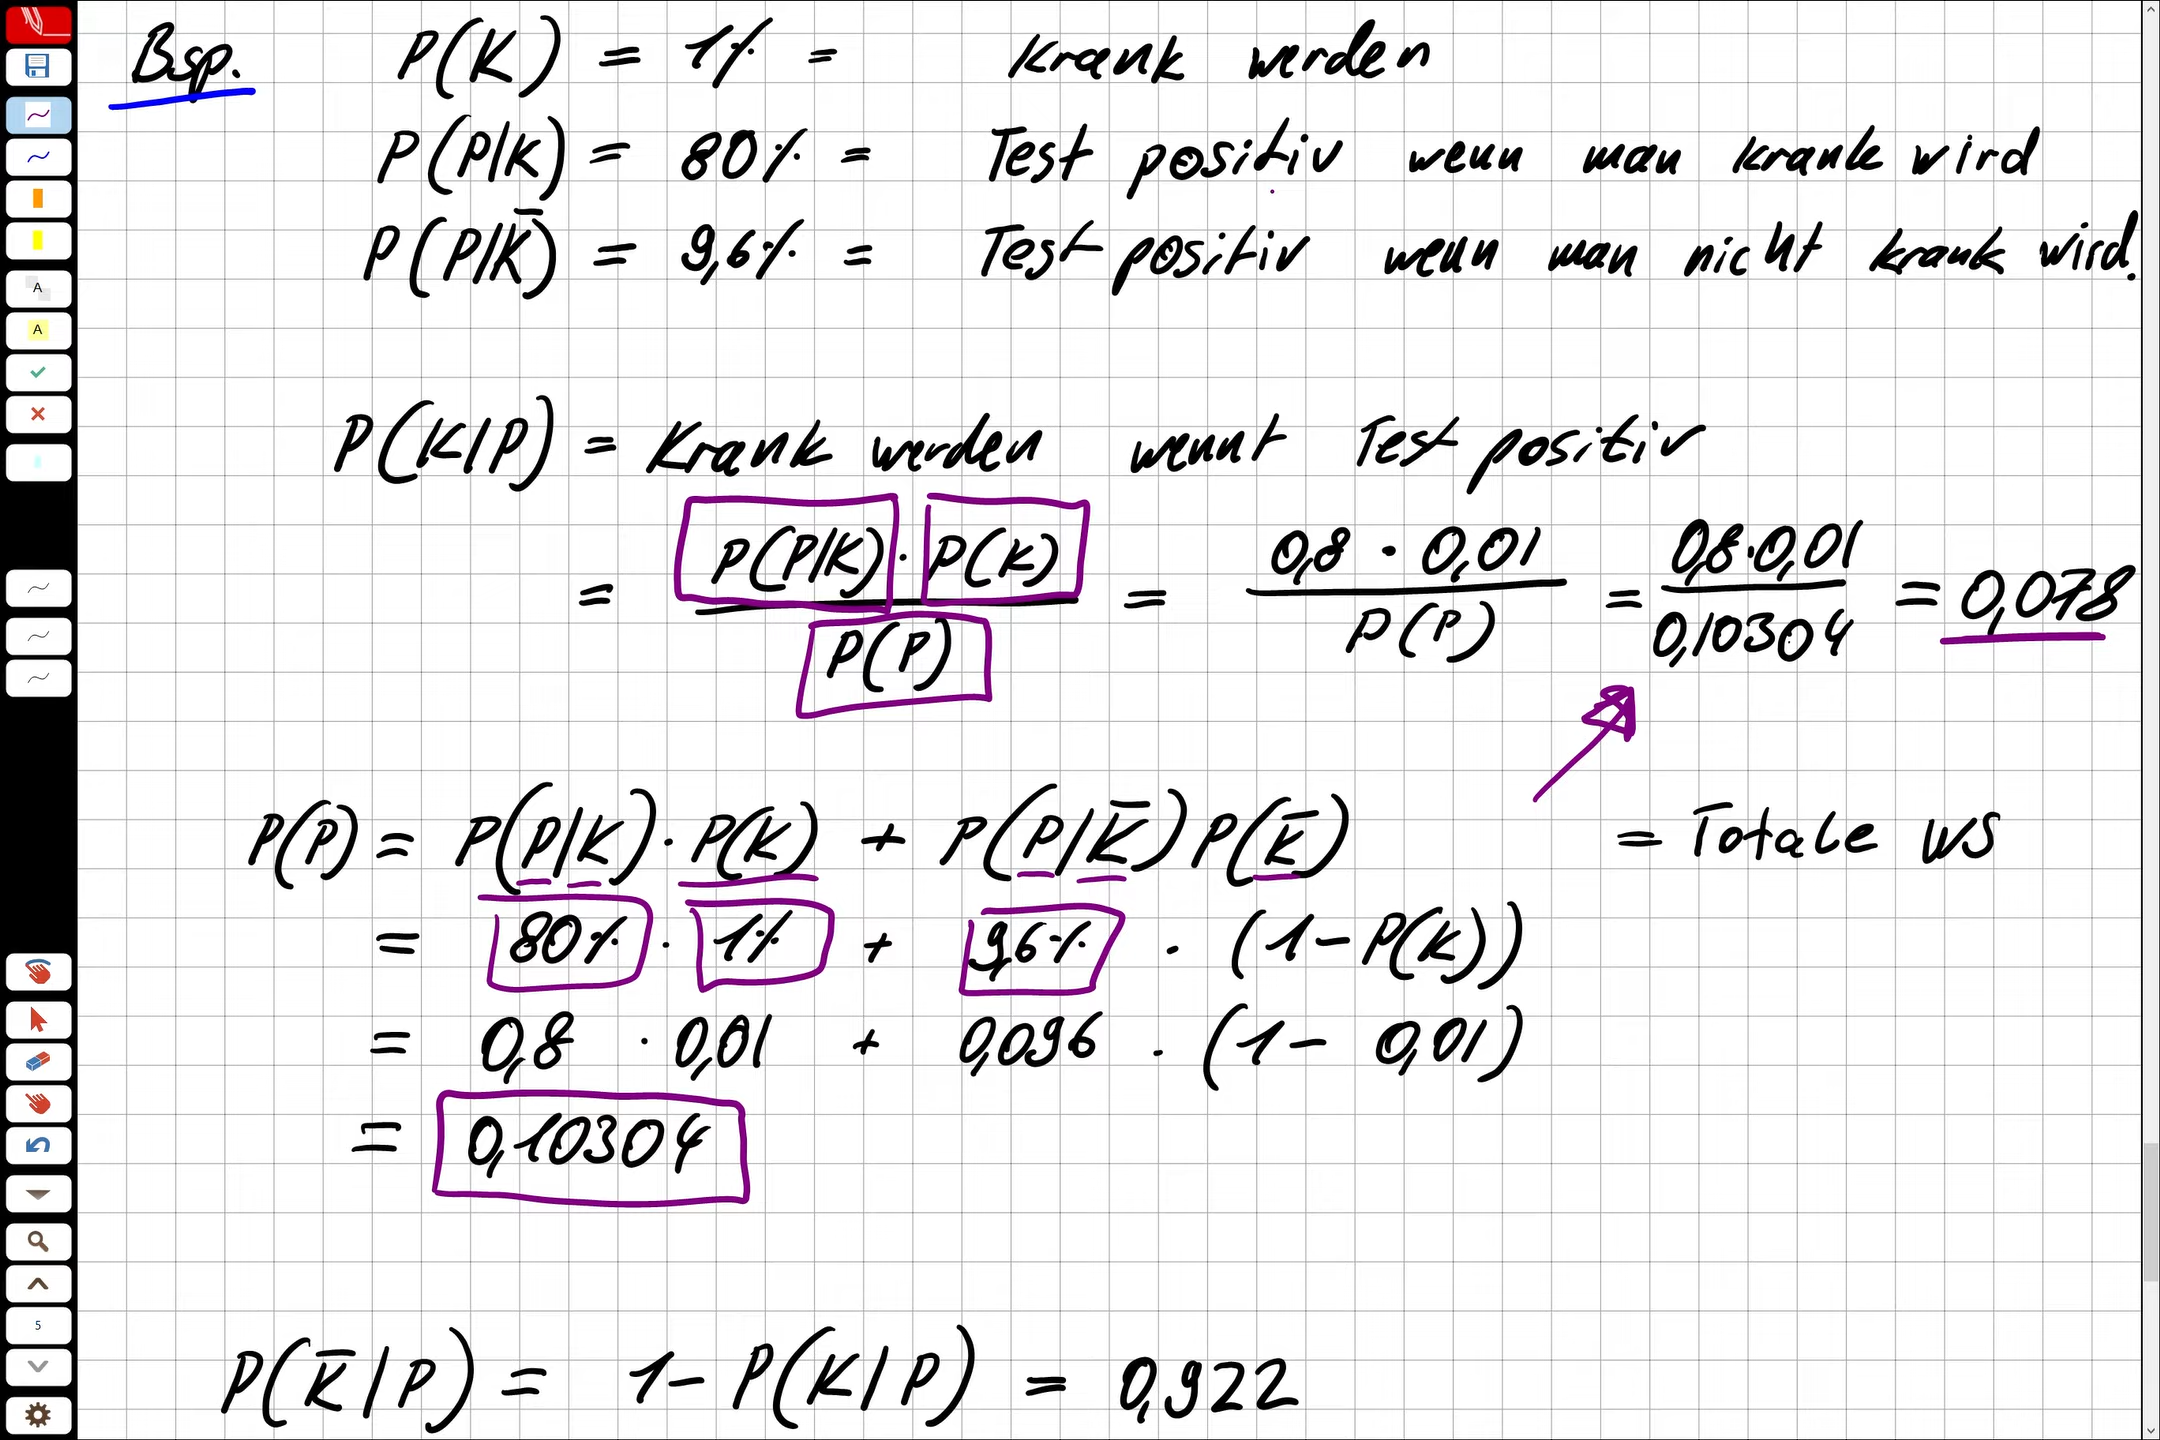 Bsp. P(K) = 1% = Krank werden
P(P|K) = 80% = Test positiv wenn man krank wird
P(P|K̄) = 9,6% = Test positiv wenn man nicht krank wird.
P(K|P) = Krank werden wennt Test positiv
= P(P|K) · P(K) / P(P) = 0,8 · 0,01 / P(P) = 0,8·0,01 / 0,10304 = 0,078
P(P) = P(P|K) · P(K) + P(P|K̄) P(K̄) = Totale WS
= 80% · 1% + 9,6% · (1 - P(K))
= 0,8 · 0,01 + 0,096 · (1 - 0,01)
= 0,10304
P(K̄|P) = 1 - P(K|P) = 0,922
A
A
5